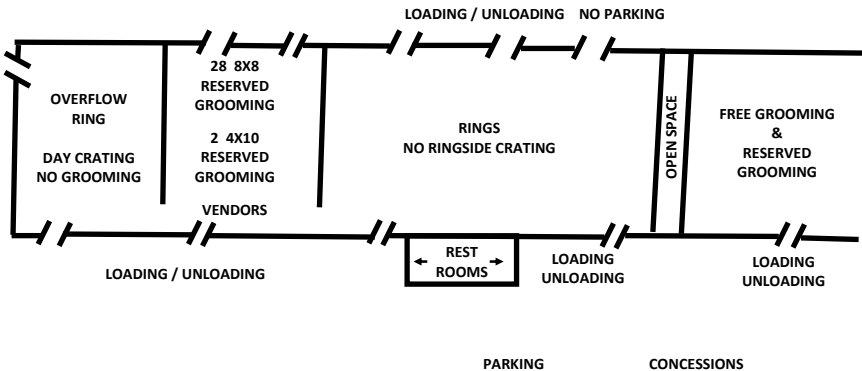 LOADING / UNLOADING NO PARKING
OVERFLOW
RING
DAY CRATING
NO GROOMING
28 8X8
RESERVED
GROOMING
2 4X10
RESERVED
GROOMING
VENDORS
RINGS
NO RINGSIDE CRATING
OPEN SPACE
FREE GROOMING
&
RESERVED
GROOMING
LOADING / UNLOADING
REST
ROOMS
LOADING
UNLOADING
LOADING
UNLOADING
PARKING
CONCESSIONS